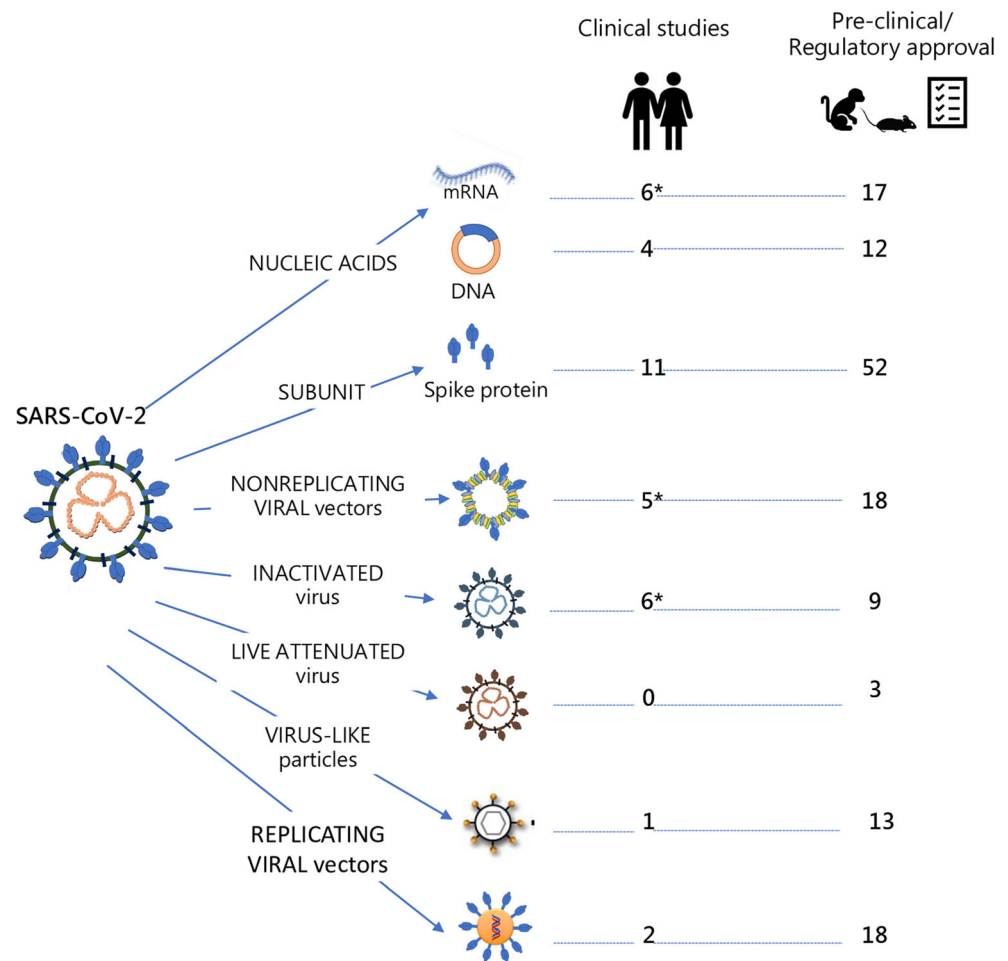 Clinical studies
Pre-clinical/
Regulatory approval
mRNA
6*
17
NUCLEIC ACIDS
4
12
DNA
SUBUNIT
Spike protein
11
52
SARS-CoV-2
NONREPLICATING
VIRAL vectors
5*
18
INACTIVATED
virus
6*
9
LIVE ATTENUATED
virus
0
3
VIRUS-LIKE
particles
1
13
REPLICATING
VIRAL vectors
2
18